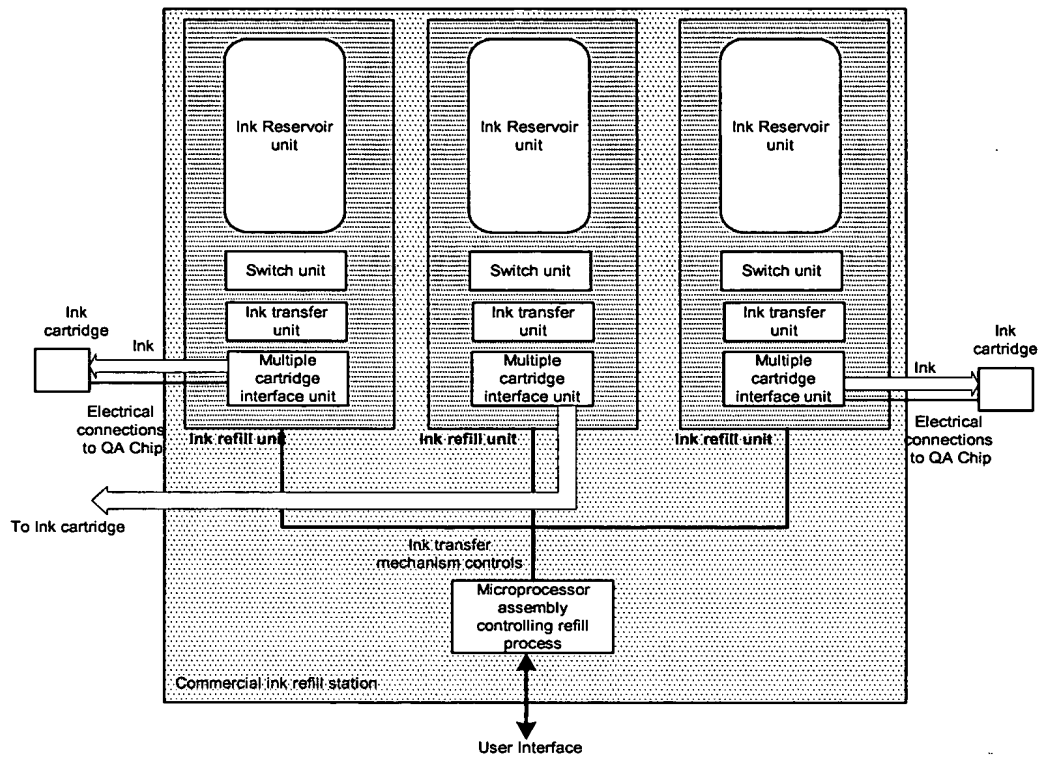 Ink Reservoir
unit
Ink Reservoir
unit
Ink Reservoir
unit
Switch unit
Switch unit
Switch unit
Ink transfer
unit
Ink transfer
unit
Ink transfer
unit
Multiple
cartridge
interface unit
Multiple
cartridge
interface unit
Multiple
cartridge
interface unit
Ink
cartridge
Ink
Ink
cartridge
Ink
Electrical
connections
to QA Chip
Electrical
connections
to QA Chip
Ink refill unit
Ink refill unit
Ink refill unit
To Ink cartridge
Ink transfer
mechanism controls
Microprocessor
assembly
controlling refill
process
Commercial ink refill station
User Interface